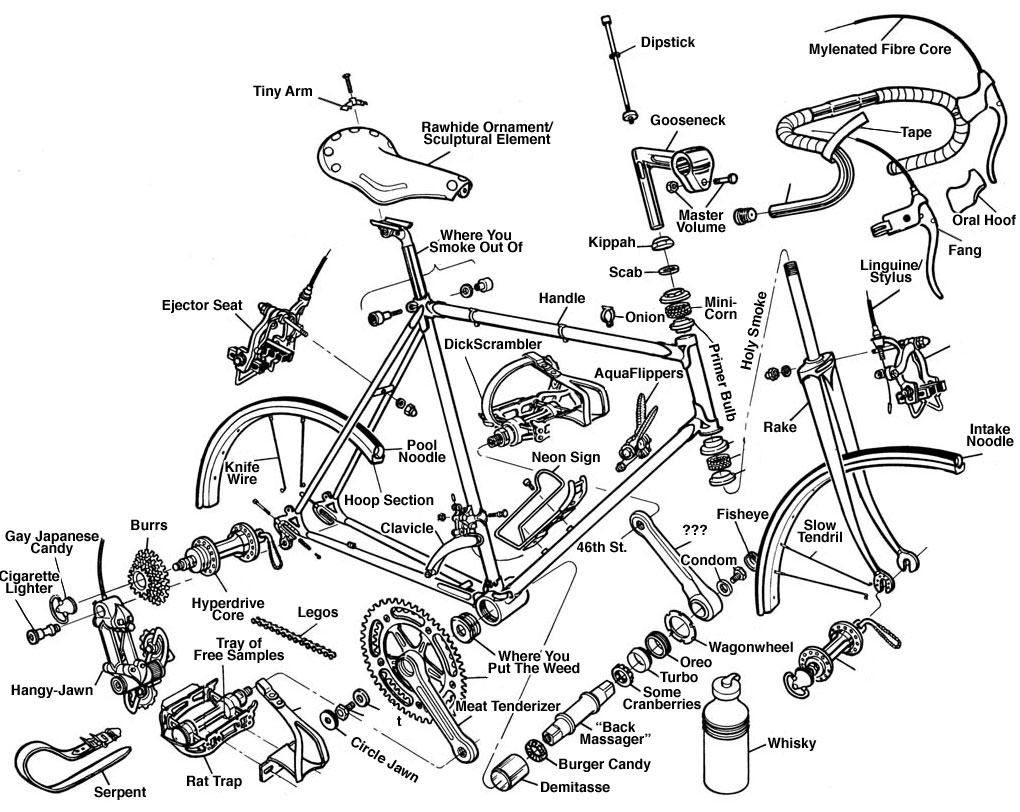 Dipstick
Mylenated Fibre Core
Tiny Arm
Rawhide Ornament/
Sculptural Element
Gooseneck
Tape
Master
Volume
Oral Hoof
Fang
Where You
Smoke Out Of
Kippah
Scab
Linguine/
Stylus
Ejector Seat
Handle
Onion
Mini-
Corn
Holy Smoke
DickScrambler
AquaFlippers
Primer Bulb
Rake
Intake
Noodle
Pool
Noodle
Knife
Wire
Neon Sign
Hoop Section
Clavicle
46th St.
???
Fisheye
Slow
Tendril
Burrs
Gay Japanese
Candy
Cigarette
Lighter
Condom
Hyperdrive
Core
Legos
Tray of
Free Samples
Where You
Put The Weed
Wagonwheel
Oreo
Turbo
Some
Cranberries
Hangy-Jawn
Meat Tenderizer
t
Circle Jawn
“Back
Massager”
Burger Candy
Whisky
Rat Trap
Serpent
Demitasse